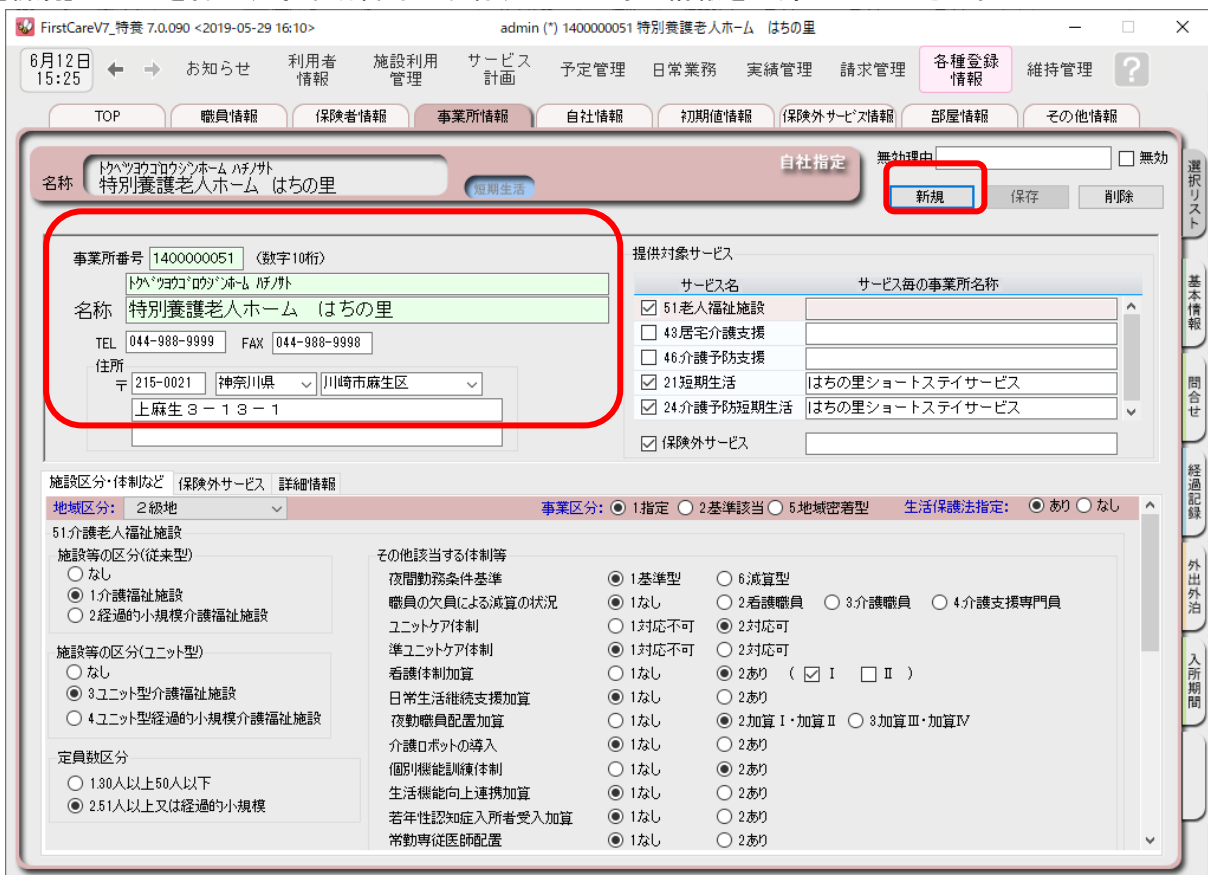 FirstCareV7_特養 7.0.090 <2019-05-29 16:10> admin (*) 1400000051 特別養護老人ホーム はちの里
6月12日
15:25
お知らせ
利用者
情報
施設利用
管理
サービス
計画
予定管理
日常業務
実績管理
請求管理
各種登録
情報
維持管理
?
TOP 職員情報 保険者情報 事業所情報 自社情報 初期値情報 保険外サービス情報 部屋情報 その他情報
名称
トクベツヨウゴロウジンホーム ハチノサト
特別養護老人ホーム はちの里
短期生活
自社指定
無効理由
無効
新規 保存 削除
事業所番号 1400000051 (数字10桁)
トクベツヨウゴロウジンホーム ハチノサト
名称 特別養護老人ホーム はちの里
TEL 044-988-9999 FAX 044-988-9998
住所
〒 215-0021 神奈川県 川崎市麻生区
上麻生3-13-1
提供対象サービス
サービス名 サービス毎の事業所名称
51.老人福祉施設
43.居宅介護支援
46.介護予防支援
21.短期生活 はちの里ショートステイサービス
24.介護予防短期生活 はちの里ショートステイサービス
保険外サービス
施設区分・体制など 保険外サービス 詳細情報
地域区分: 2級地 事業区分: 1.指定 2.基準該当 5.地域密着型 生活保護法指定: あり なし
51.介護老人福祉施設
施設等の区分(従来型)
なし
1.介護福祉施設
2.経過的小規模介護福祉施設
施設等の区分(ユニット型)
なし
3.ユニット型介護福祉施設
4.ユニット型経過的小規模介護福祉施設
定員数区分
1.30人以上50人以下
2.51人以上又は経過的小規模
その他該当する体制等
夜間勤務条件基準 1.基準型 6.減算型
職員の欠員による減算の状況 1.なし 2.看護職員 3.介護職員 4.介護支援専門員
ユニットケア体制 1.対応不可 2.対応可
準ユニットケア体制 1.対応不可 2.対応可
看護体制加算 1.なし 2.あり ( Ⅰ Ⅱ )
日常生活継続支援加算 1.なし 2.あり
夜勤職員配置加算 1.なし 2.加算Ⅰ・加算Ⅱ 3.加算Ⅲ・加算Ⅳ
介護ロボットの導入 1.なし 2.あり
個別機能訓練体制 1.なし 2.あり
生活機能向上連携加算 1.なし 2.あり
若年性認知症入所者受入加算 1.なし 2.あり
常勤専従医師配置 1.なし 2.あり
選択リスト
基本情報
問合せ
経過記録
外出外泊
入所期間